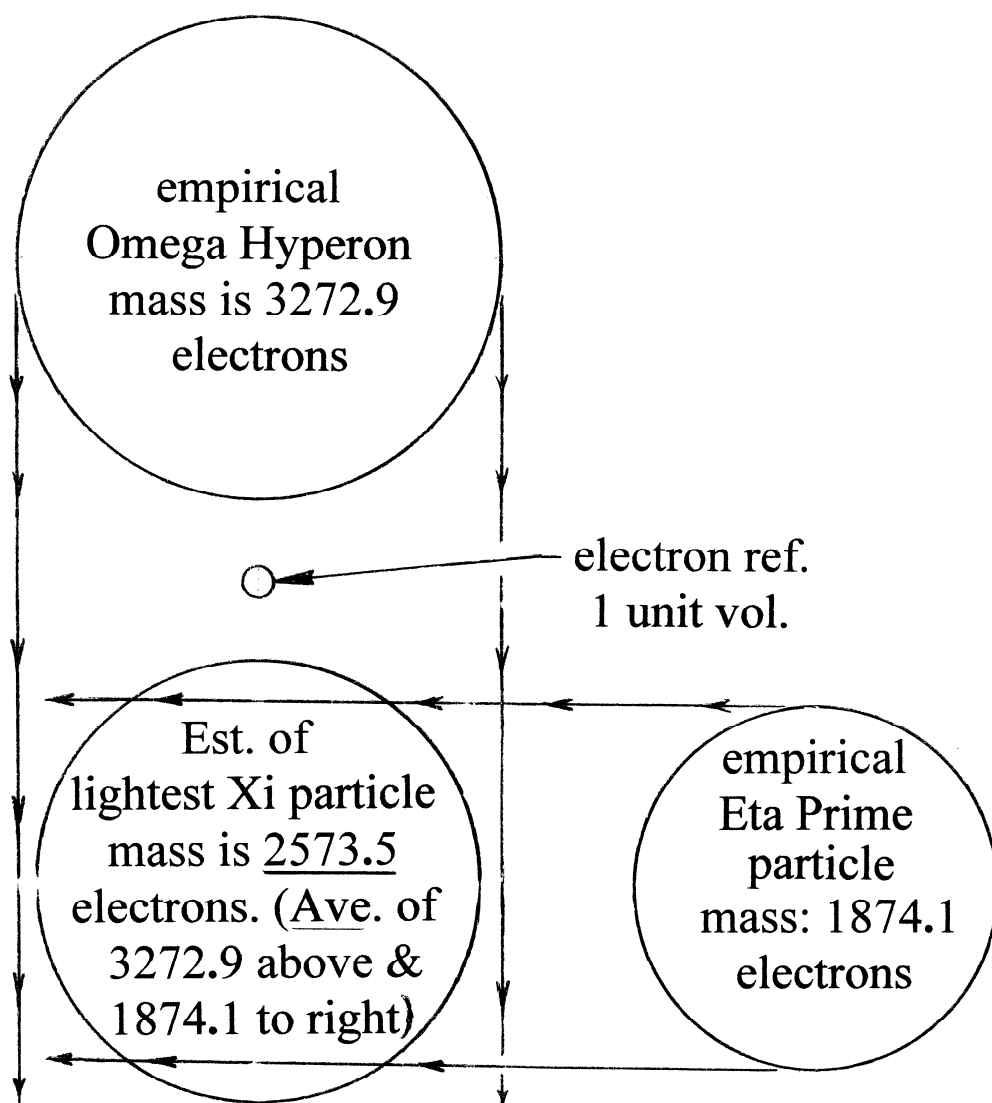 empirical
Omega Hyperon
mass is 3272.9
electrons
electron ref.
1 unit vol.
Est. of
lightest Xi particle
mass is 2573.5
electrons. (Ave. of
3272.9 above &
1874.1 to right)
empirical
Eta Prime
particle
mass: 1874.1
electrons